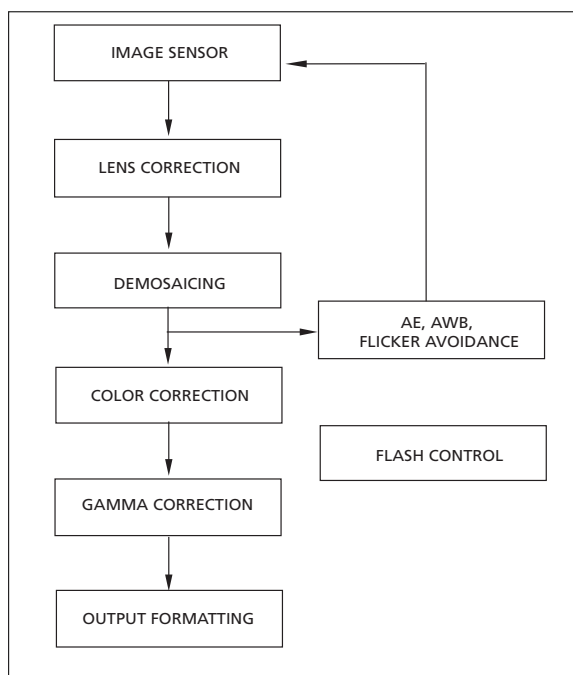 IMAGE SENSOR
LENS CORRECTION
DEMOSAICING
AE, AWB,
FLICKER AVOIDANCE
COLOR CORRECTION
FLASH CONTROL
GAMMA CORRECTION
OUTPUT FORMATTING